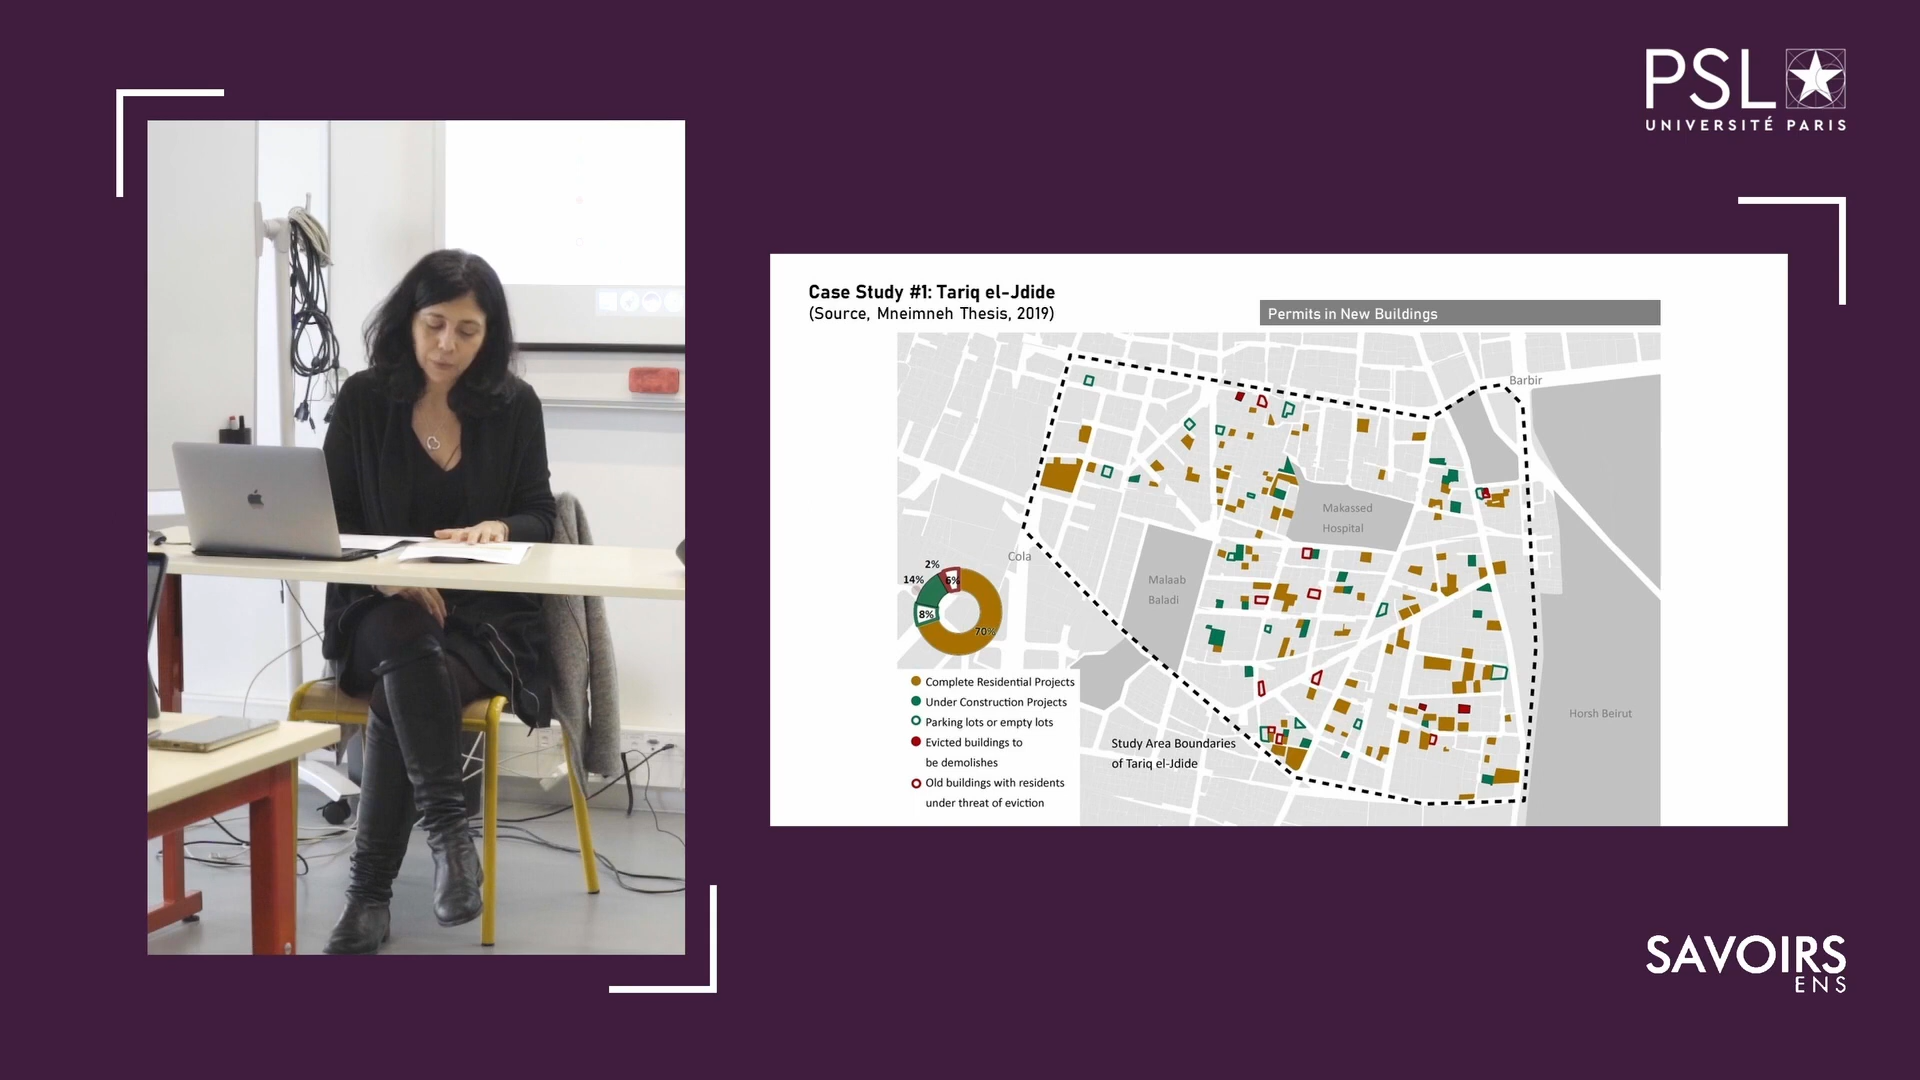 PSL
UNIVERSITÉ PARIS
Case Study #1: Tariq el-Jdide
(Source, Mneimneh Thesis, 2019)
Permits in New Buildings
Barbir
Makassed
Hospital
Cola
Malaab
Baladi
2%
14%
6%
8%
70%
Complete Residential Projects
Under Construction Projects
Parking lots or empty lots
Evicted buildings to
be demolishes
Old buildings with residents
under threat of eviction
Study Area Boundaries
of Tariq el-Jdide
Horsh Beirut
SAVOIRS
ENS